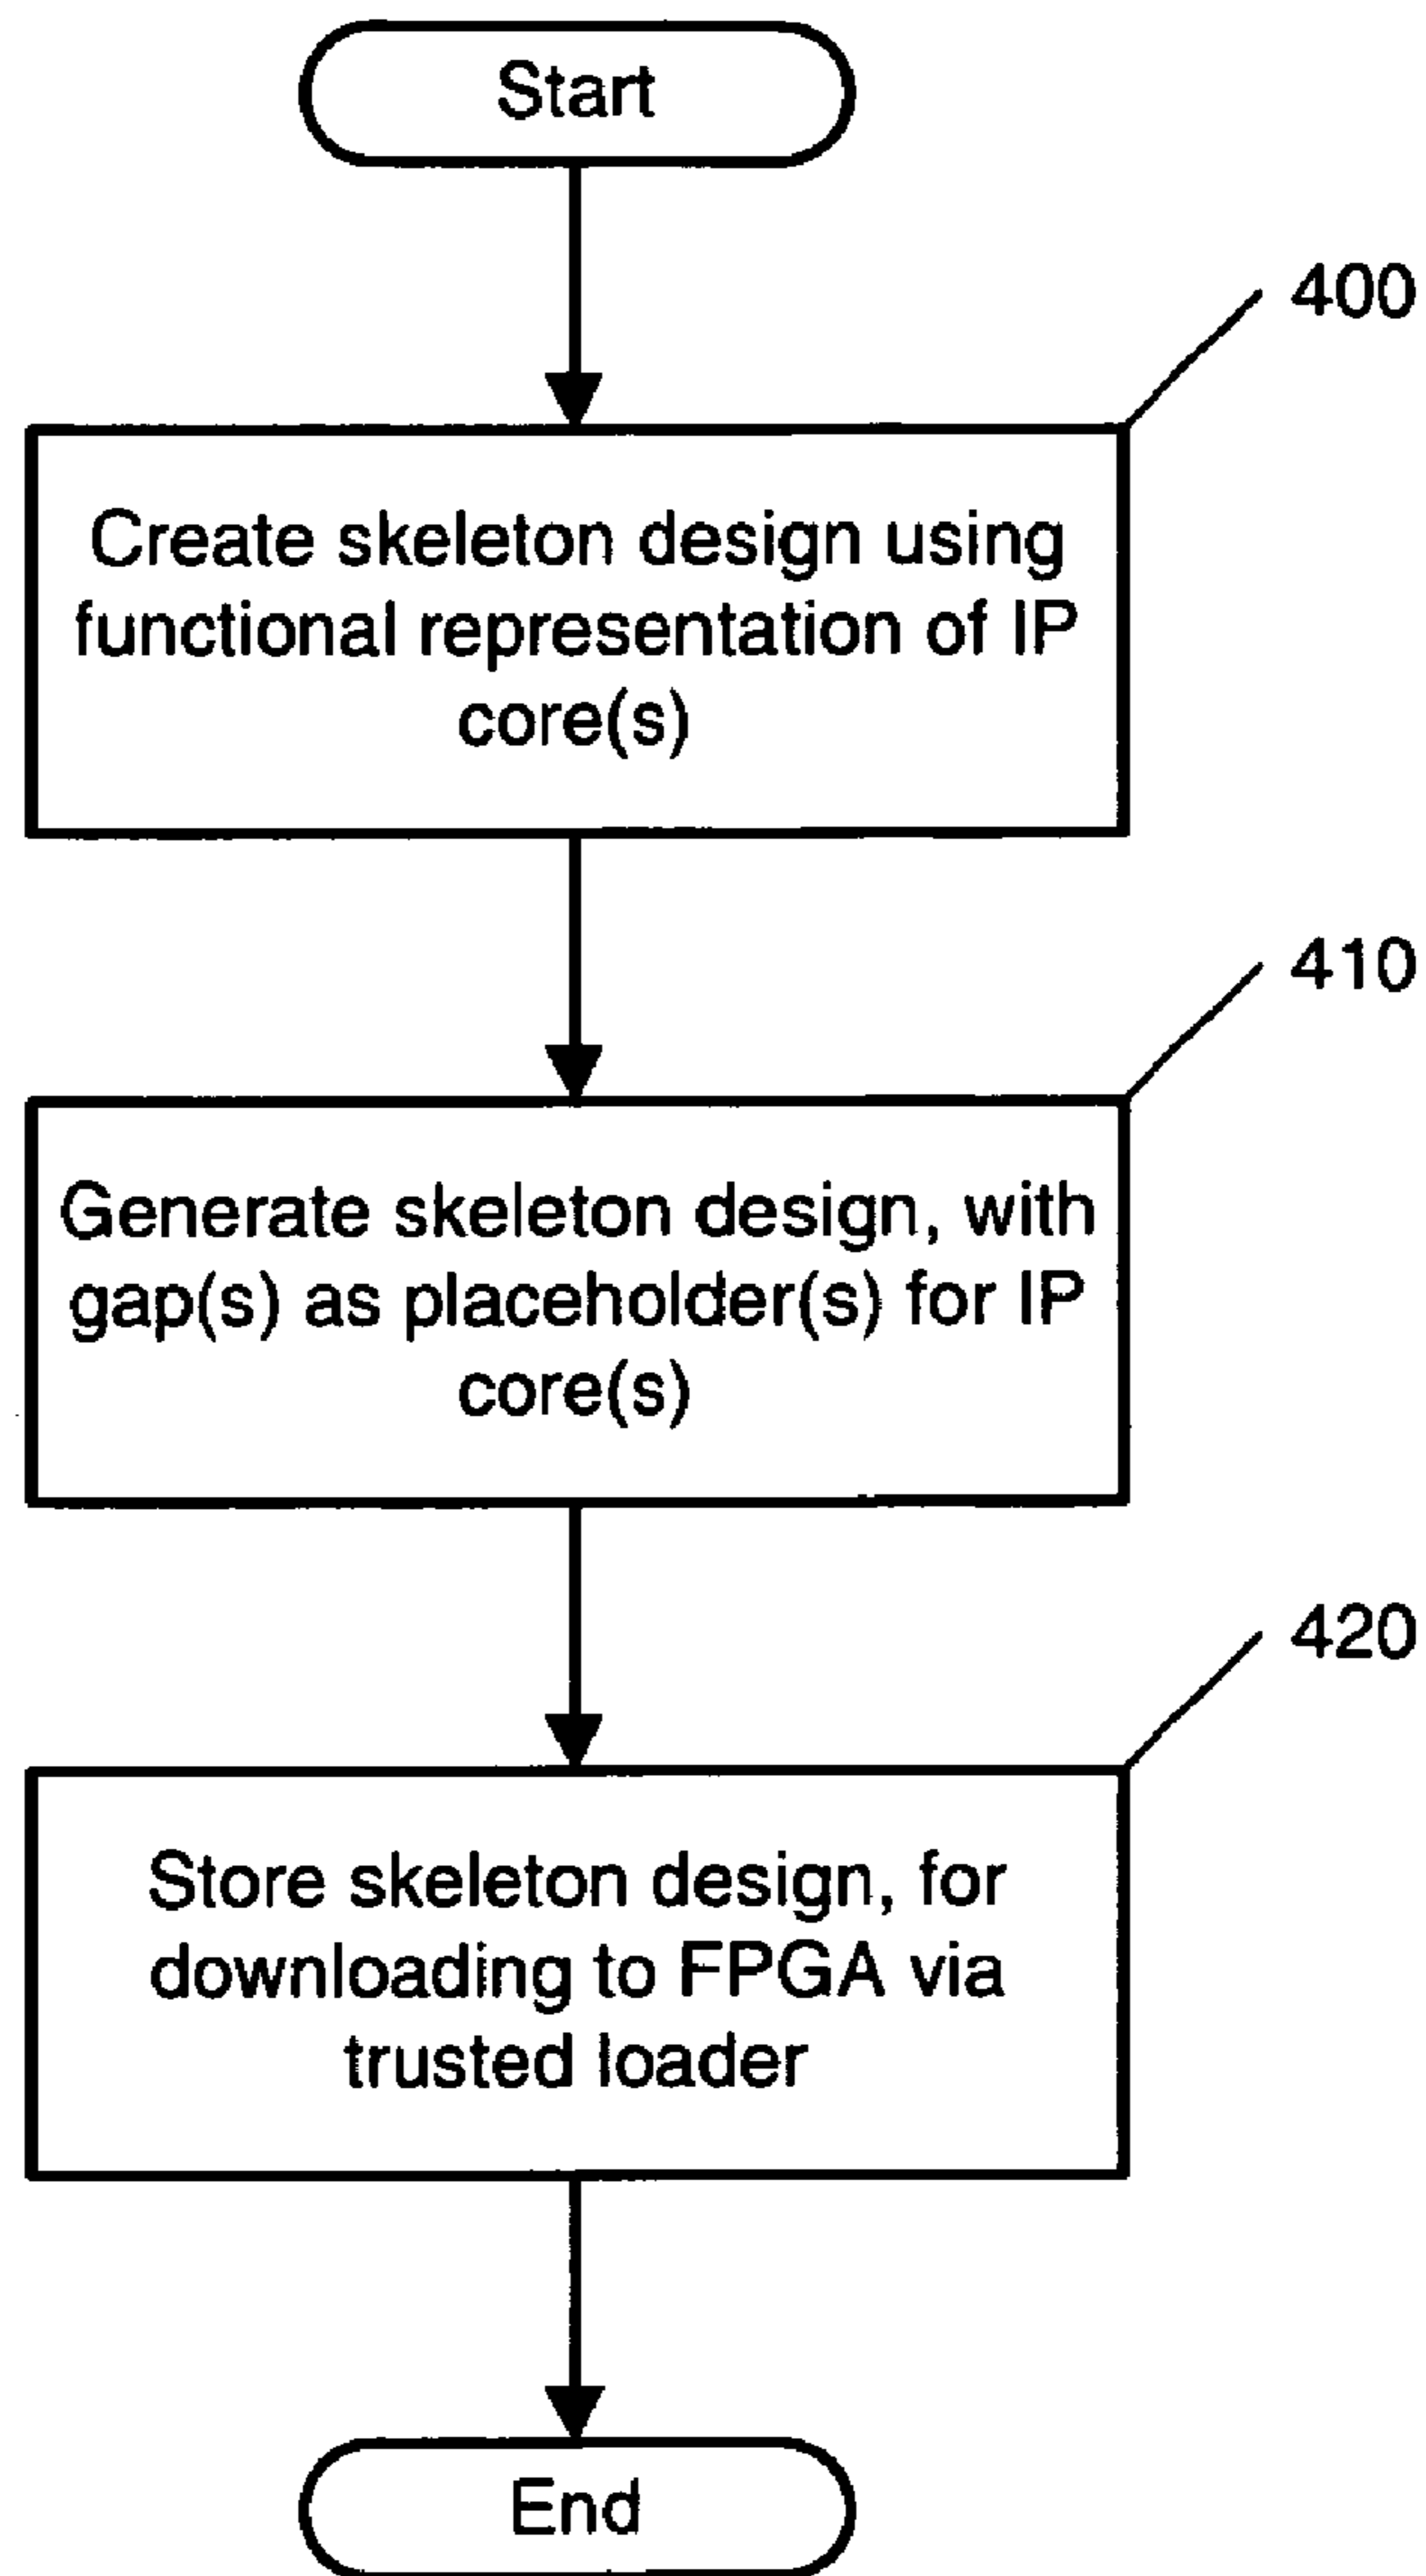 Start
400
Create skeleton design using
functional representation of IP
core(s)
410
Generate skeleton design, with
gap(s) as placeholder(s) for IP
core(s)
420
Store skeleton design, for
downloading to FPGA via
trusted loader
End